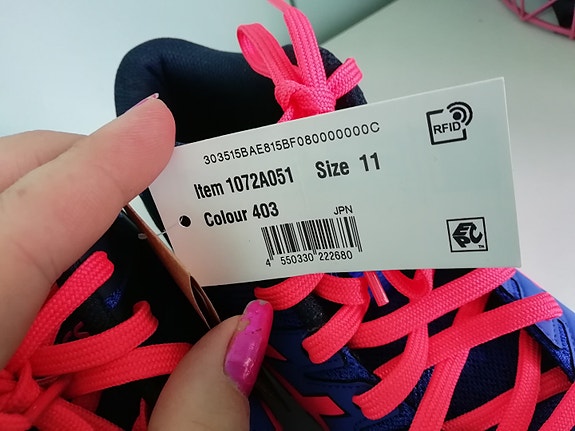 303515BAE815BF080000000C
RFID
Item 1072A051 Size 11
Colour 403
JPN
4 550330 222680